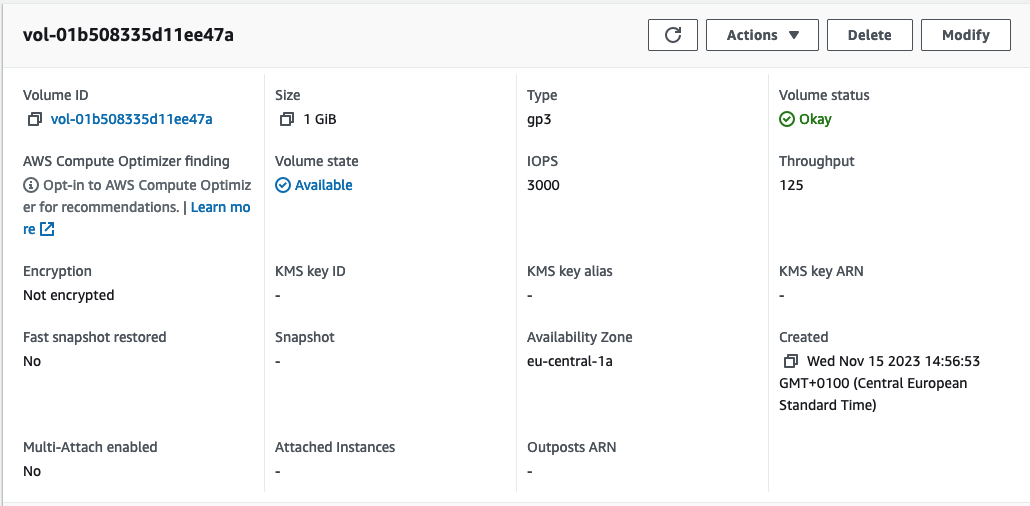 vol-01b508335d11ee47a
Actions
Delete
Modify
Volume ID
vol-01b508335d11ee47a
Size
1 GiB
Type
gp3
Volume status
Okay
AWS Compute Optimizer finding
Opt-in to AWS Compute Optimiz
er for recommendations. | Learn mo
re
Volume state
Available
IOPS
3000
Throughput
125
Encryption
Not encrypted
KMS key ID
-
KMS key alias
-
KMS key ARN
-
Fast snapshot restored
No
Snapshot
-
Availability Zone
eu-central-1a
Created
Wed Nov 15 2023 14:56:53
GMT+0100 (Central European
Standard Time)
Multi-Attach enabled
No
Attached Instances
-
Outposts ARN
-